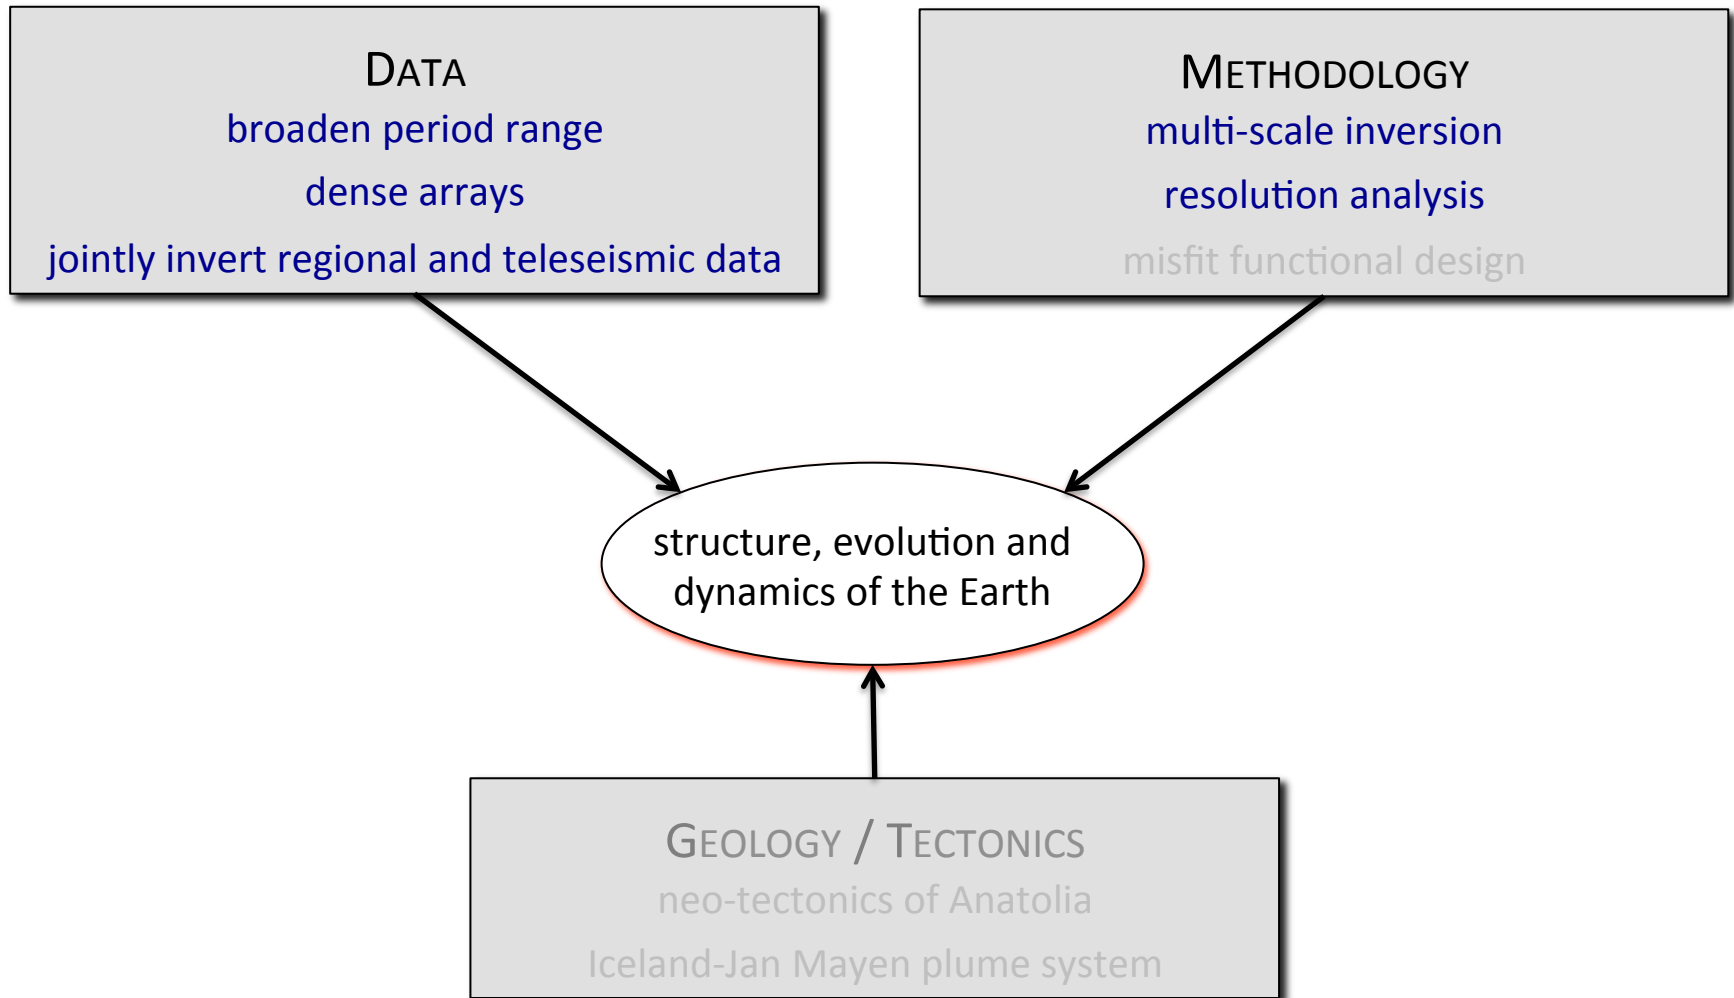 DATA
broaden period range
dense arrays
jointly invert regional and teleseismic data
METHODOLOGY
multi-scale inversion
resolution analysis
misfit functional design
structure, evolution and
dynamics of the Earth
GEOLOGY / TECTONICS
neo-tectonics of Anatolia
Iceland-Jan Mayen plume system